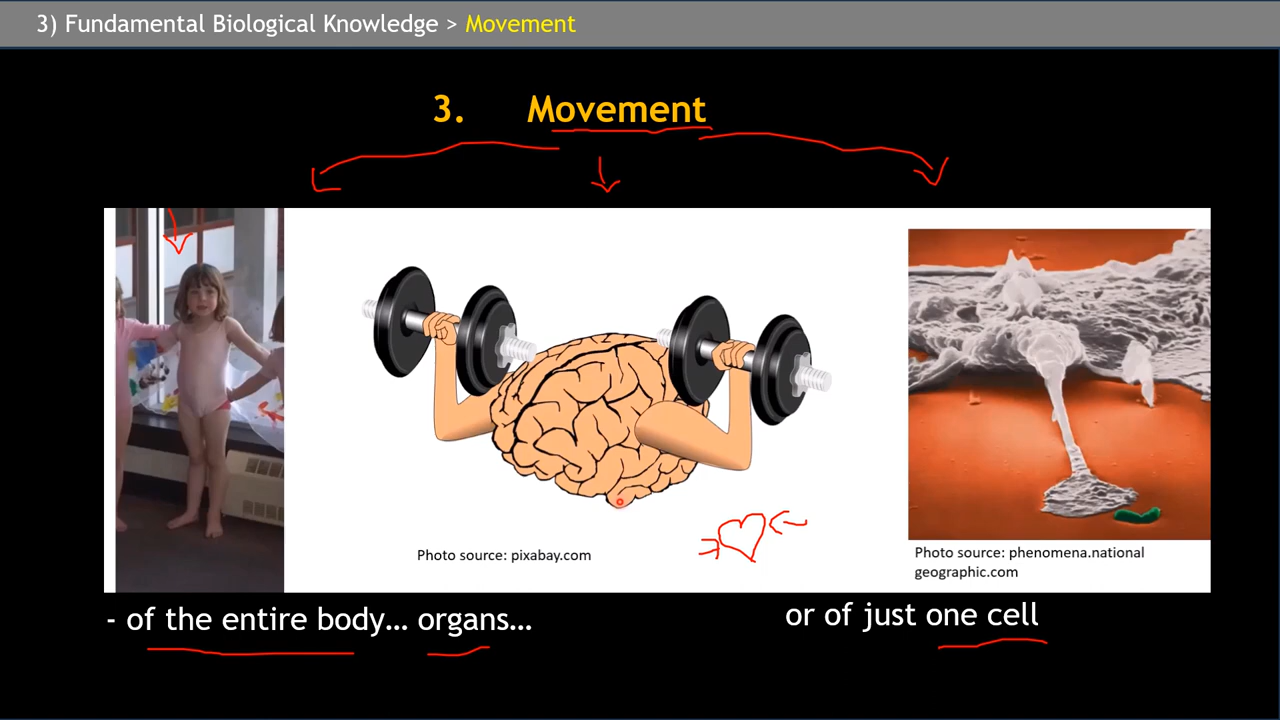 3) Fundamental Biological Knowledge > Movement
3. Movement
Photo source: pixabay.com
Photo source: phenomena.national
geographic.com
- of the entire body... organs...
or of just one cell